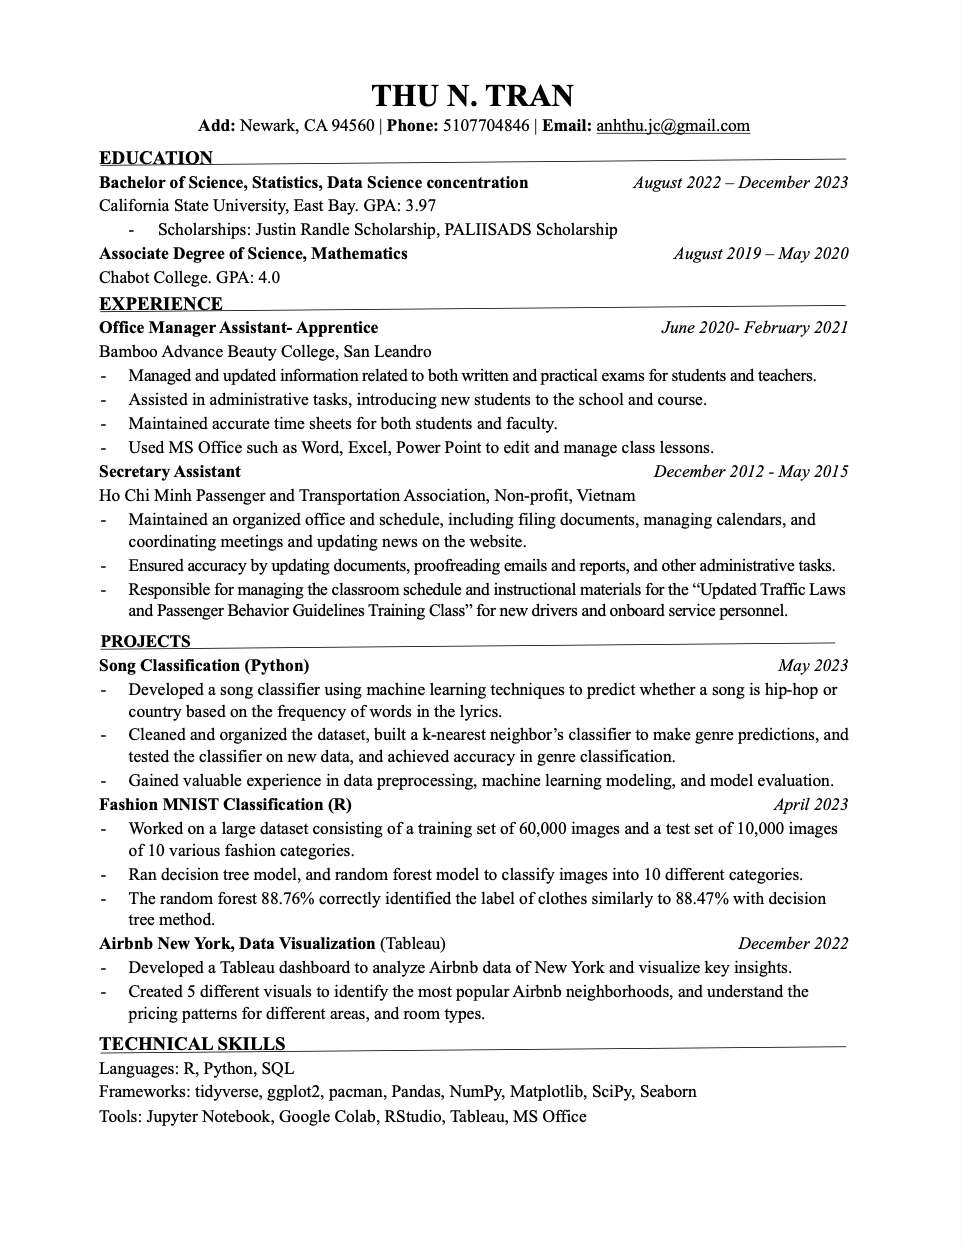 THU N. TRAN
Add: Newark, CA 94560 | Phone: 5107704846 | Email: anhthu.jc@gmail.com
EDUCATION
Bachelor of Science, Statistics, Data Science concentration August 2022 – December 2023
California State University, East Bay. GPA: 3.97
- Scholarships: Justin Randle Scholarship, PALIISADS Scholarship
Associate Degree of Science, Mathematics August 2019 – May 2020
Chabot College. GPA: 4.0
EXPERIENCE
Office Manager Assistant- Apprentice June 2020- February 2021
Bamboo Advance Beauty College, San Leandro
- Managed and updated information related to both written and practical exams for students and teachers.
- Assisted in administrative tasks, introducing new students to the school and course.
- Maintained accurate time sheets for both students and faculty.
- Used MS Office such as Word, Excel, Power Point to edit and manage class lessons.
Secretary Assistant December 2012 - May 2015
Ho Chi Minh Passenger and Transportation Association, Non-profit, Vietnam
- Maintained an organized office and schedule, including filing documents, managing calendars, and
coordinating meetings and updating news on the website.
- Ensured accuracy by updating documents, proofreading emails and reports, and other administrative tasks.
- Responsible for managing the classroom schedule and instructional materials for the “Updated Traffic Laws
and Passenger Behavior Guidelines Training Class” for new drivers and onboard service personnel.
PROJECTS
Song Classification (Python) May 2023
- Developed a song classifier using machine learning techniques to predict whether a song is hip-hop or
country based on the frequency of words in the lyrics.
- Cleaned and organized the dataset, built a k-nearest neighbor’s classifier to make genre predictions, and
tested the classifier on new data, and achieved accuracy in genre classification.
- Gained valuable experience in data preprocessing, machine learning modeling, and model evaluation.
Fashion MNIST Classification (R) April 2023
- Worked on a large dataset consisting of a training set of 60,000 images and a test set of 10,000 images
of 10 various fashion categories.
- Ran decision tree model, and random forest model to classify images into 10 different categories.
- The random forest 88.76% correctly identified the label of clothes similarly to 88.47% with decision
tree method.
Airbnb New York, Data Visualization (Tableau) December 2022
- Developed a Tableau dashboard to analyze Airbnb data of New York and visualize key insights.
- Created 5 different visuals to identify the most popular Airbnb neighborhoods, and understand the
pricing patterns for different areas, and room types.
TECHNICAL SKILLS
Languages: R, Python, SQL
Frameworks: tidyverse, ggplot2, pacman, Pandas, NumPy, Matplotlib, SciPy, Seaborn
Tools: Jupyter Notebook, Google Colab, RStudio, Tableau, MS Office